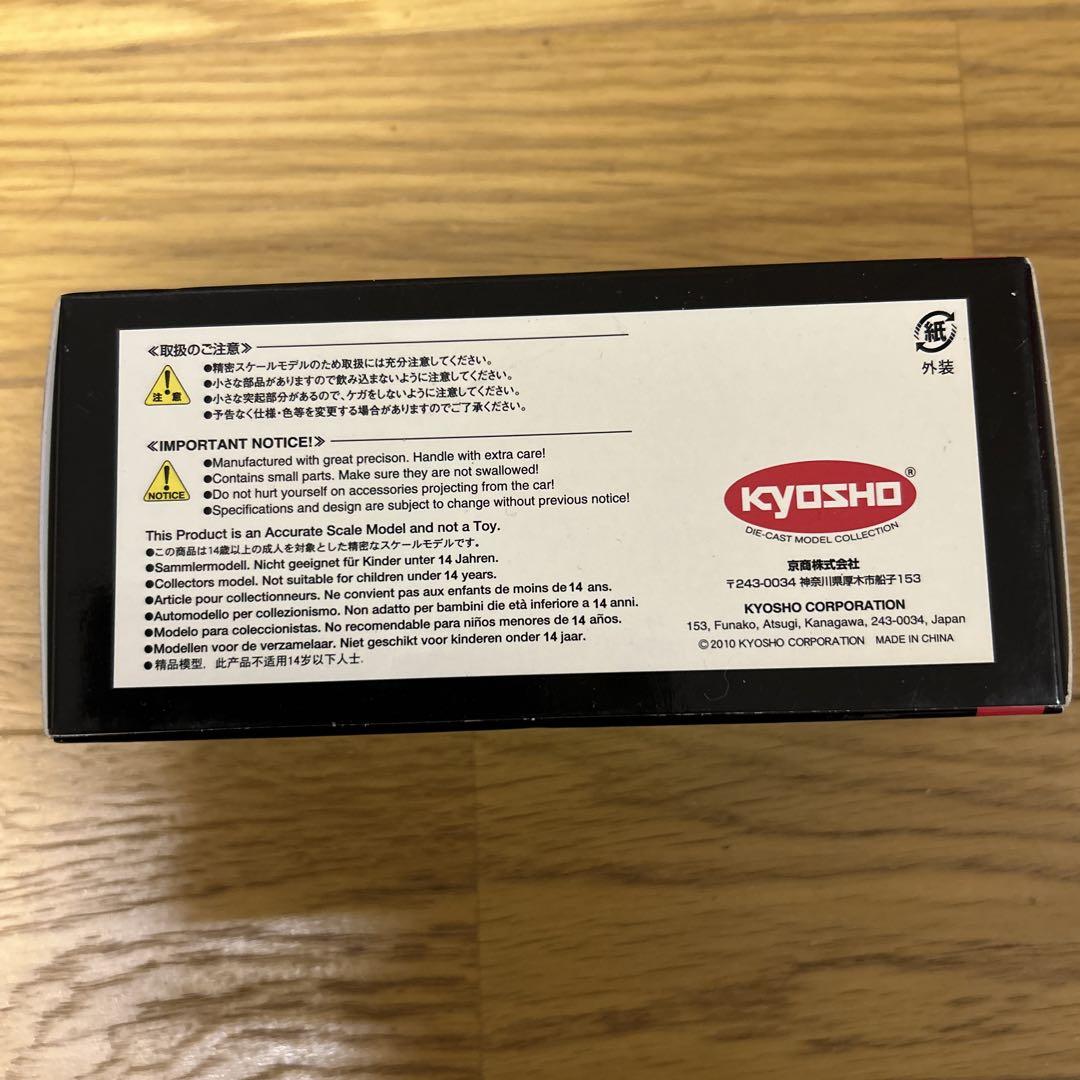 ≪取扱のご注意≫
注意
●精密スケールモデルのため取扱には充分注意してください。
●小さな部品がありますので飲み込まないように注意してください。
●小さな突起部分があるので、ケガをしないように注意してください。
●予告なく仕様・色等を変更する場合がありますのでご了承ください。
≪IMPORTANT NOTICE!≫
NOTICE
●Manufactured with great precison. Handle with extra care!
●Contains small parts. Make sure they are not swallowed!
●Do not hurt yourself on accessories projecting from the car!
●Specifications and design are subject to change without previous notice!
This Product is an Accurate Scale Model and not a Toy.
●この商品は14歳以上の成人を対象とした精密なスケールモデルです。
●Sammlermodell. Nicht geeignet für Kinder unter 14 Jahren.
●Collectors model. Not suitable for children under 14 years.
●Article pour collectionneurs. Ne convient pas aux enfants de moins de 14 ans.
●Automodello per collezionismo. Non adatto per bambini die età inferiore a 14 anni.
●Modelo para coleccionistas. No recomendable para niños menores de 14 años.
●Modellen voor de verzamelaar. Niet geschikt voor kinderen onder 14 jaar.
●精品模型，此产品不适用14岁以下人士.
紙
外装
KYOSHO®
DIE-CAST MODEL COLLECTION
京商株式会社
〒243-0034 神奈川県厚木市船子153
KYOSHO CORPORATION
153, Funako, Atsugi, Kanagawa, 243-0034, Japan
©2010 KYOSHO CORPORATION MADE IN CHINA